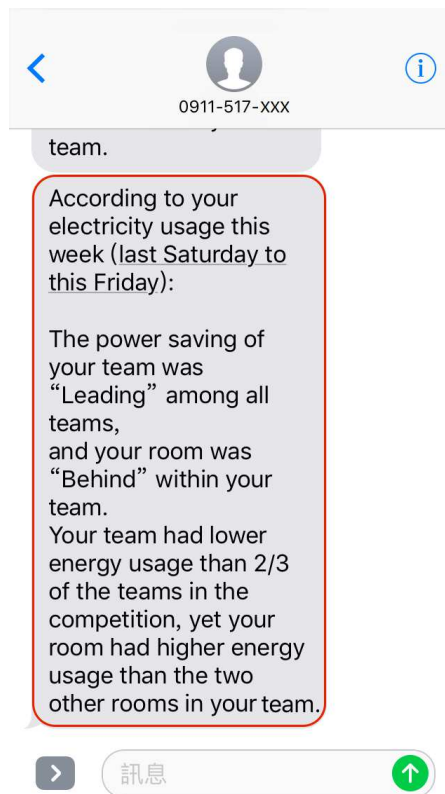 0911-517-XXX
team.
According to your
electricity usage this
week (last Saturday to
this Friday):
The power saving of
your team was
“Leading” among all
teams,
and your room was
“Behind” within your
team.
Your team had lower
energy usage than 2/3
of the teams in the
competition, yet your
room had higher energy
usage than the two
other rooms in your team.
訊息